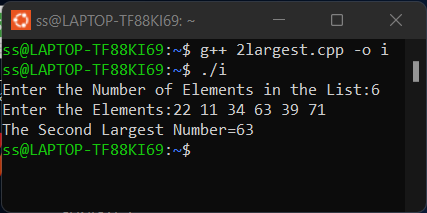 ss@LAPTOP-TF88KI69: ~
ss@LAPTOP-TF88KI69:~$ g++ 2largest.cpp -o i
ss@LAPTOP-TF88KI69:~$ ./i
Enter the Number of Elements in the List:6
Enter the Elements:22 11 34 63 39 71
The Second Largest Number=63
ss@LAPTOP-TF88KI69:~$